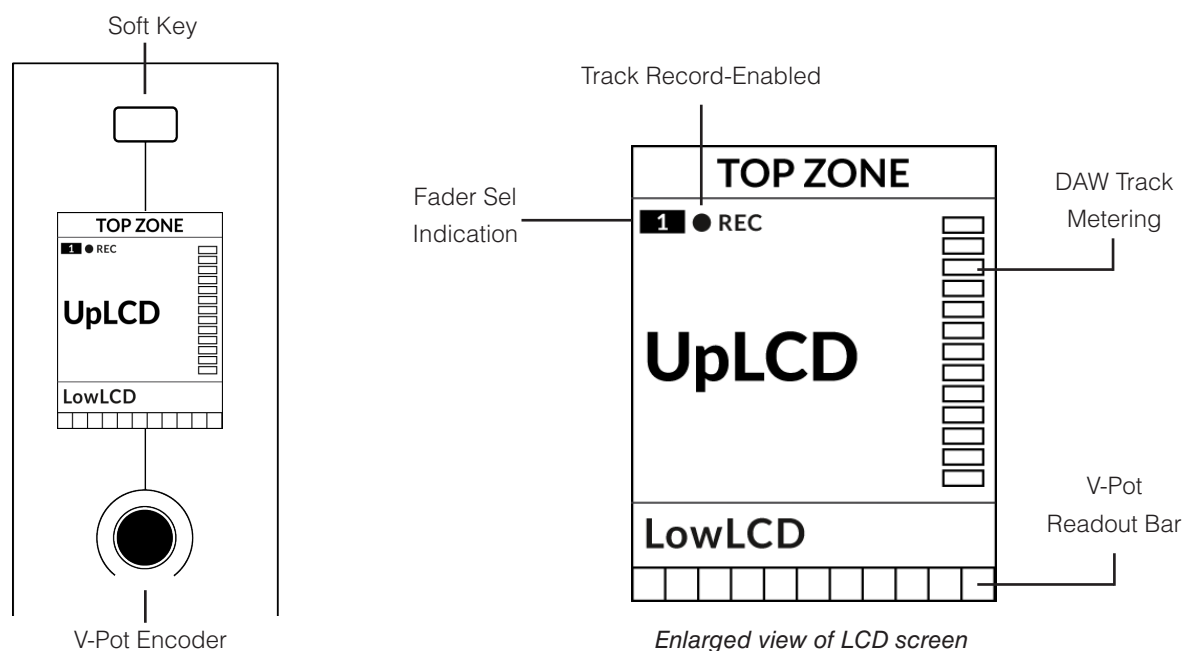 Soft Key
TOP ZONE
1 ● REC
UpLCD
LowLCD
V-Pot Encoder
Track Record-Enabled
Fader Sel
Indication
TOP ZONE
1 ● REC
DAW Track
Metering
UpLCD
V-Pot
Readout Bar
LowLCD
Enlarged view of LCD screen